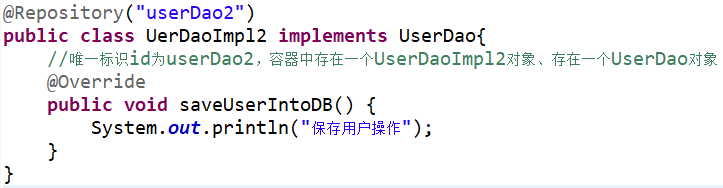 @Repository("userDao2")
public class UerDaoImpl2 implements UserDao{
//唯一标识id为userDao2，容器中存在一个UserDaoImpl2对象、存在一个UserDao对象
@Override
public void saveUserIntoDB() {
System.out.println("保存用户操作");
}
}